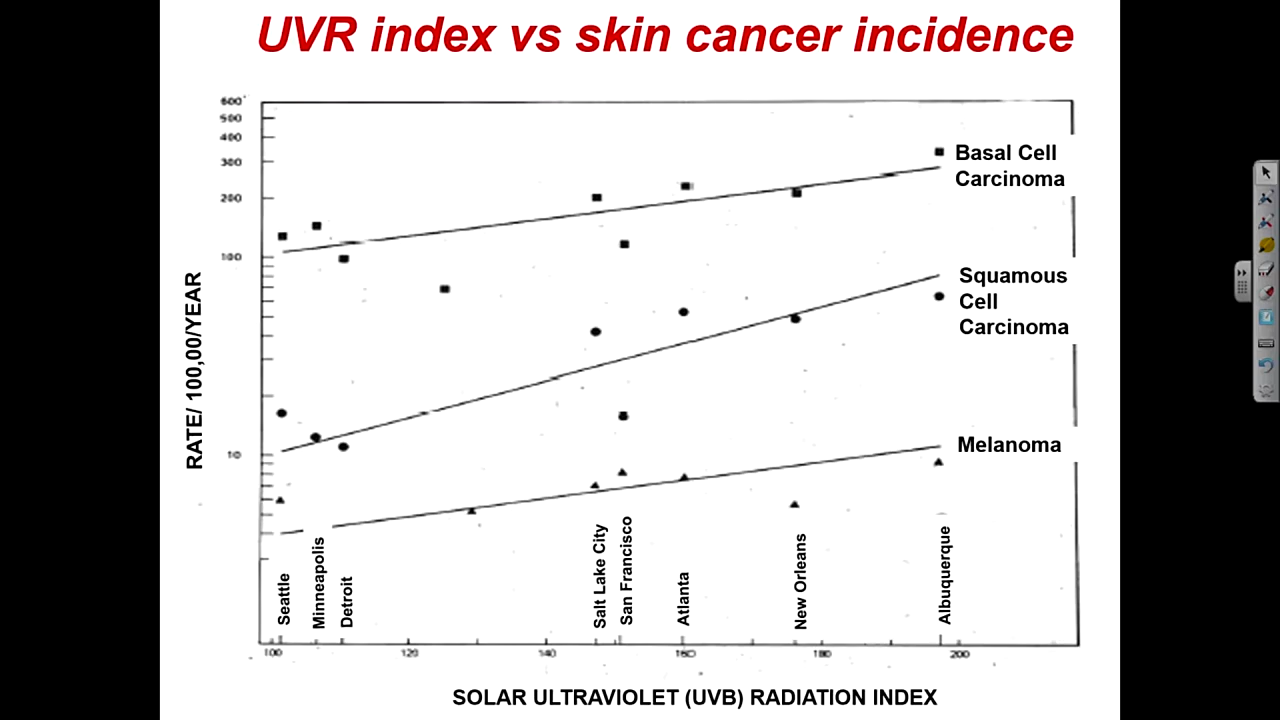 UVR index vs skin cancer incidence
600
500
400
300
200
100
10
RATE/ 100,00/YEAR
Basal Cell
Carcinoma
Squamous
Cell
Carcinoma
Melanoma
Seattle
Minneapolis
Detroit
Salt Lake City
San Francisco
Atlanta
New Orleans
Albuquerque
100
120
140
160
180
200
SOLAR ULTRAVIOLET (UVB) RADIATION INDEX